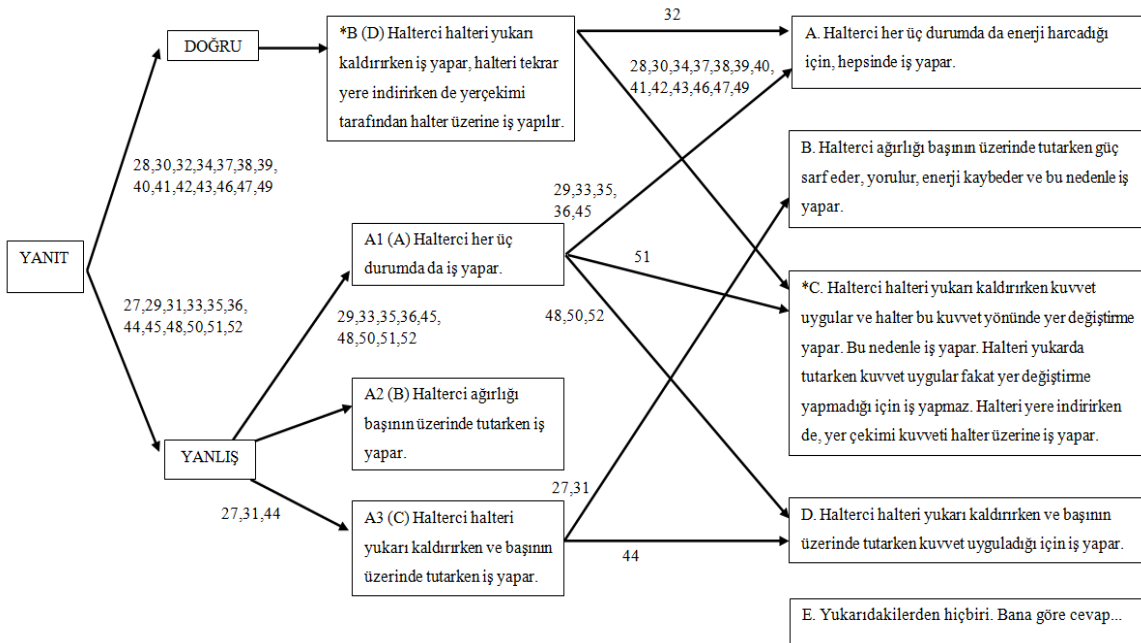 YANIT
DOĞRU
YANLIŞ
28,30,32,34,37,38,39,
40,41,42,43,46,47,49
27,29,31,33,35,36,
44,45,48,50,51,52
*B (D) Halterci halteri yukarı
kaldırırken iş yapar, halteri tekrar
yere indirirken de yerçekimi
tarafından halter üzerine iş yapılır.
29,33,35,36,45,
48,50,51,52
27,31,44
A1 (A) Halterci her üç
durumda da iş yapar.
A2 (B) Halterci ağırlığı
başının üzerinde tutarken iş
yapar.
A3 (C) Halterci halteri
yukarı kaldırırken ve başının
üzerinde tutarken iş yapar.
32
28,30,34,37,38,39,40,
41,42,43,46,47,49
29,33,35,
36,45
51
48,50,52
27,31
44
A. Halterci her üç durumda da enerji harcadığı
için, hepsinde iş yapar.
B. Halterci ağırlığı başının üzerinde tutarken güç
sarf eder, yorulur, enerji kaybeder ve bu nedenle iş
yapar.
*C. Halterci halteri yukarı kaldırırken kuvvet
uygular ve halter bu kuvvet yönünde yer değiştirme
yapar. Bu nedenle iş yapar. Halteri yukarda
tutarken kuvvet uygular fakat yer değiştirme
yapmadığı için iş yapmaz. Halteri yere indirirken
de, yer çekimi kuvveti halter üzerine iş yapar.
D. Halterci halteri yukarı kaldırırken ve başının
üzerinde tutarken kuvvet uyguladığı için iş yapar.
E. Yukarıdakilerden hiçbiri. Bana göre cevap...